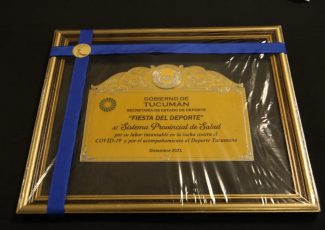 GOBIERNO DE
TUCUMÁN
SECRETARÍA DE ESTADO DE DEPORTE
"FIESTA DEL DEPORTE"
al Sistema Provincial de Salud
por su labor incansable en la lucha contra el
COVID-19 y por el acompañamiento al Deporte Tucumano
Diciembre 2021